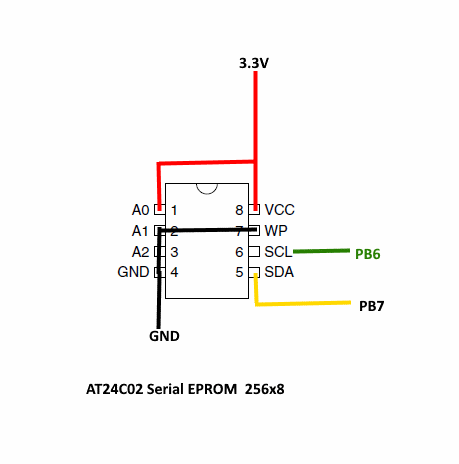 3.3V
A0 1 8 VCC
A1 2 7 WP
A2 3 6 SCL
GND 4 5 SDA
PB6
PB7
GND
AT24C02 Serial EPROM 256x8